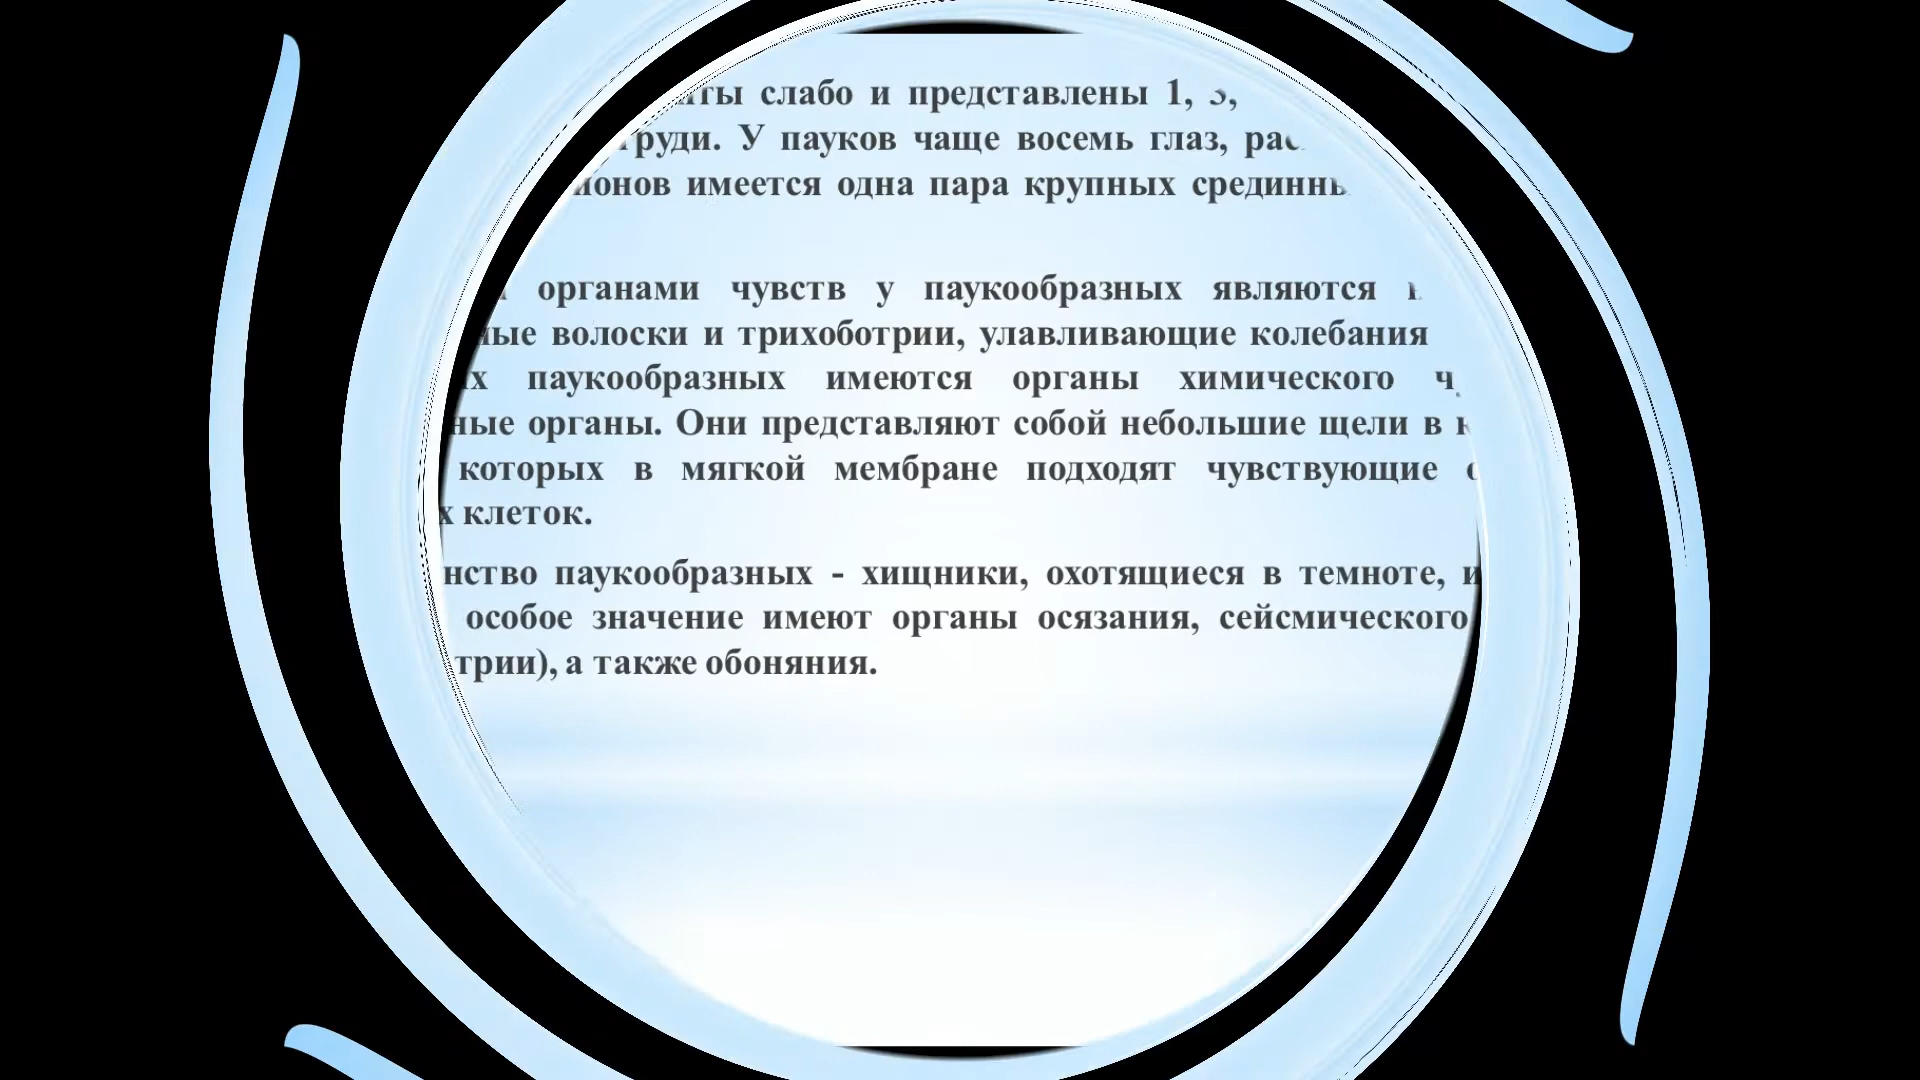 слабо и представлены 1,
груди. У пауков чаще восемь глаз,
имеется одна пара крупных
органами чувств у паукообразных являются
волоски и трихоботрии, улавливающие колебания
паукообразных имеются органы химического
органы. Они представляют собой небольшие щели в
которых в мягкой мембране подходят чувствующие
клеток.
паукообразных - хищники, охотящиеся в темноте, и
особое значение имеют органы осязания, сейсмического
а также обоняния.